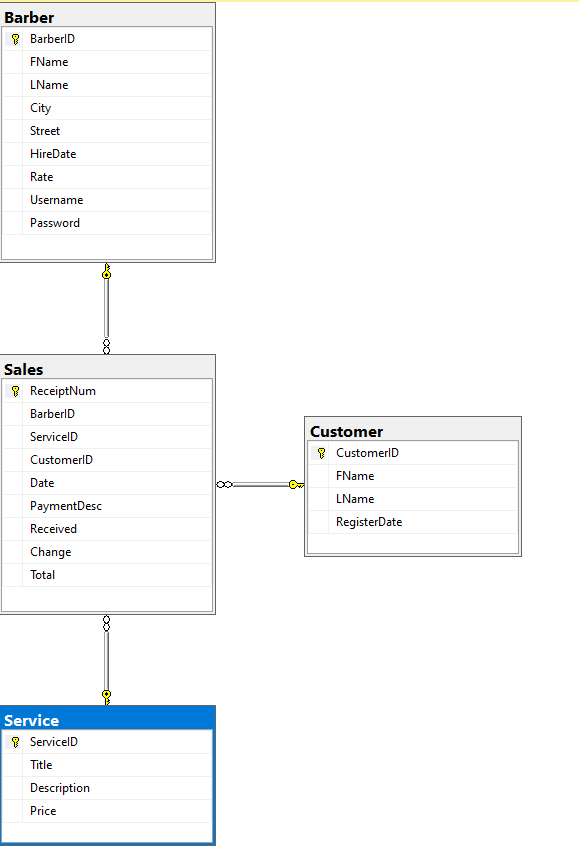 Barber
BarberID
FName
LName
City
Street
HireDate
Rate
Username
Password
Sales
ReceiptNum
BarberID
ServiceID
CustomerID
Date
PaymentDesc
Received
Change
Total
Customer
CustomerID
FName
LName
RegisterDate
Service
ServiceID
Title
Description
Price